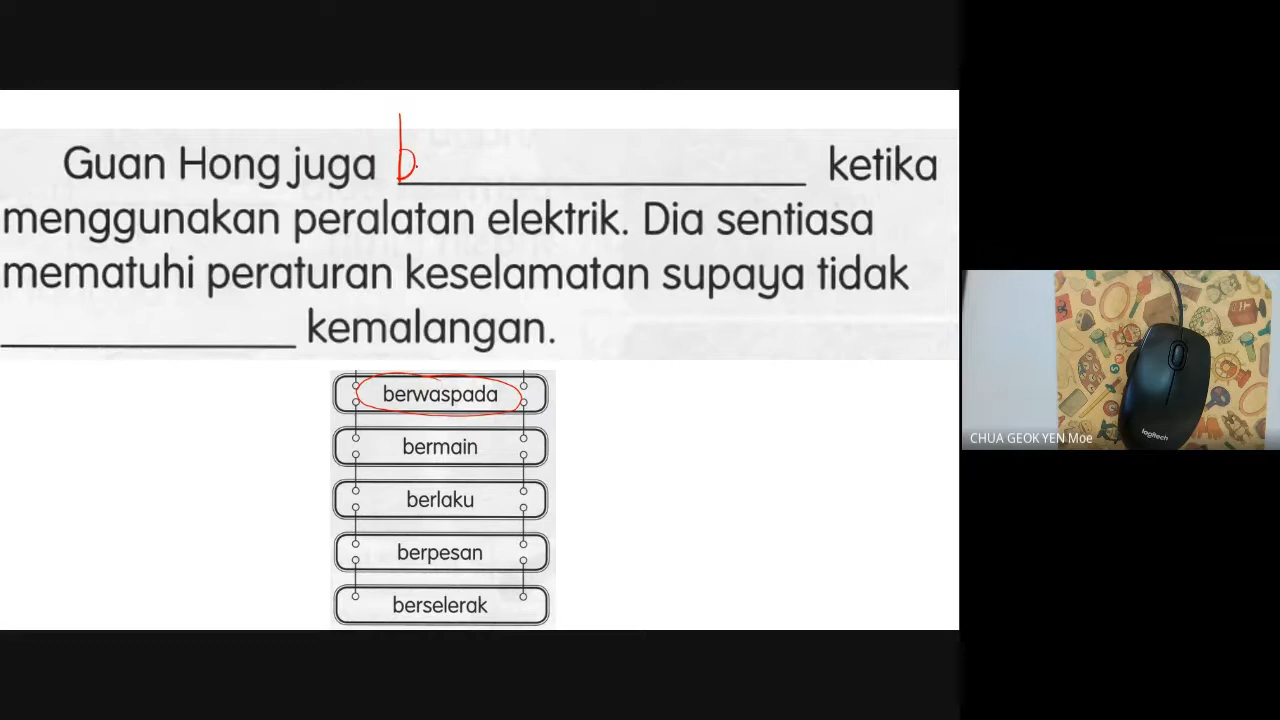 Guan Hong juga b ketika
menggunakan peralatan elektrik. Dia sentiasa
mematuhi peraturan keselamatan supaya tidak
kemalangan.
berwaspada
bermain
berlaku
berpesan
berselerak
CHUA GEOK YEN Moe
logitech